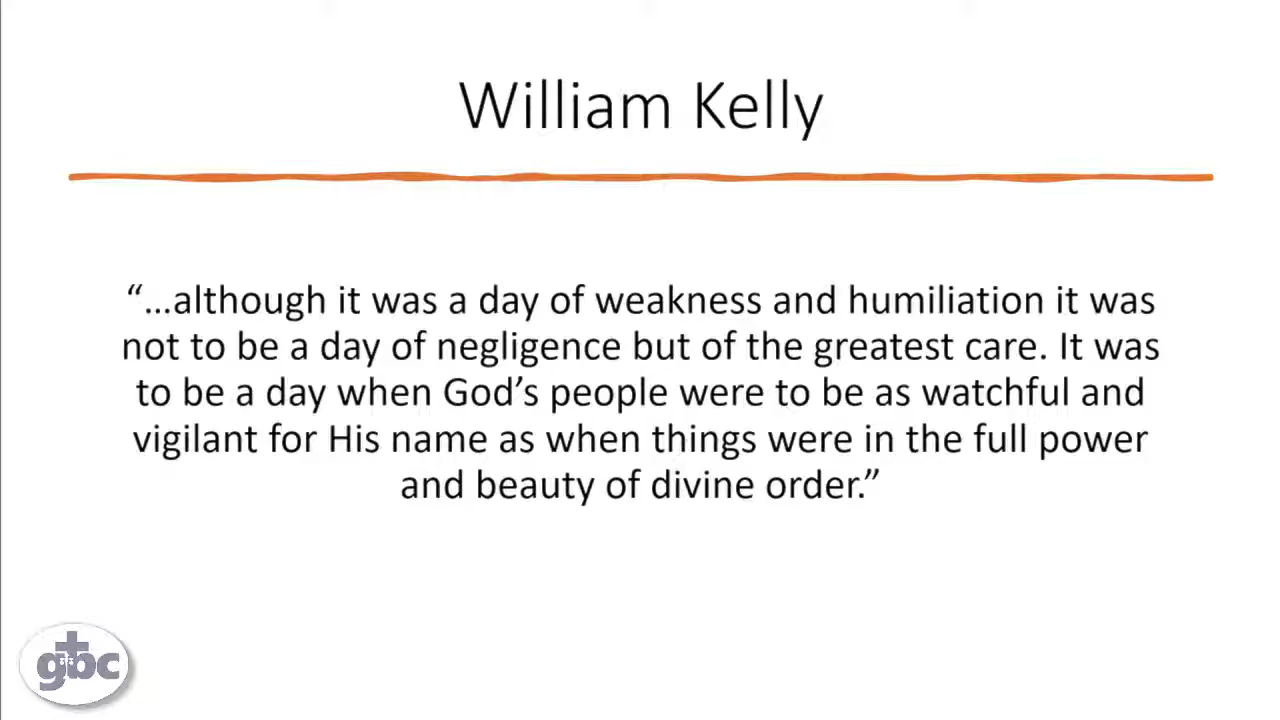 William Kelly
“…although it was a day of weakness and humiliation it was
not to be a day of negligence but of the greatest care. It was
to be a day when God’s people were to be as watchful and
vigilant for His name as when things were in the full power
and beauty of divine order.”
gbc